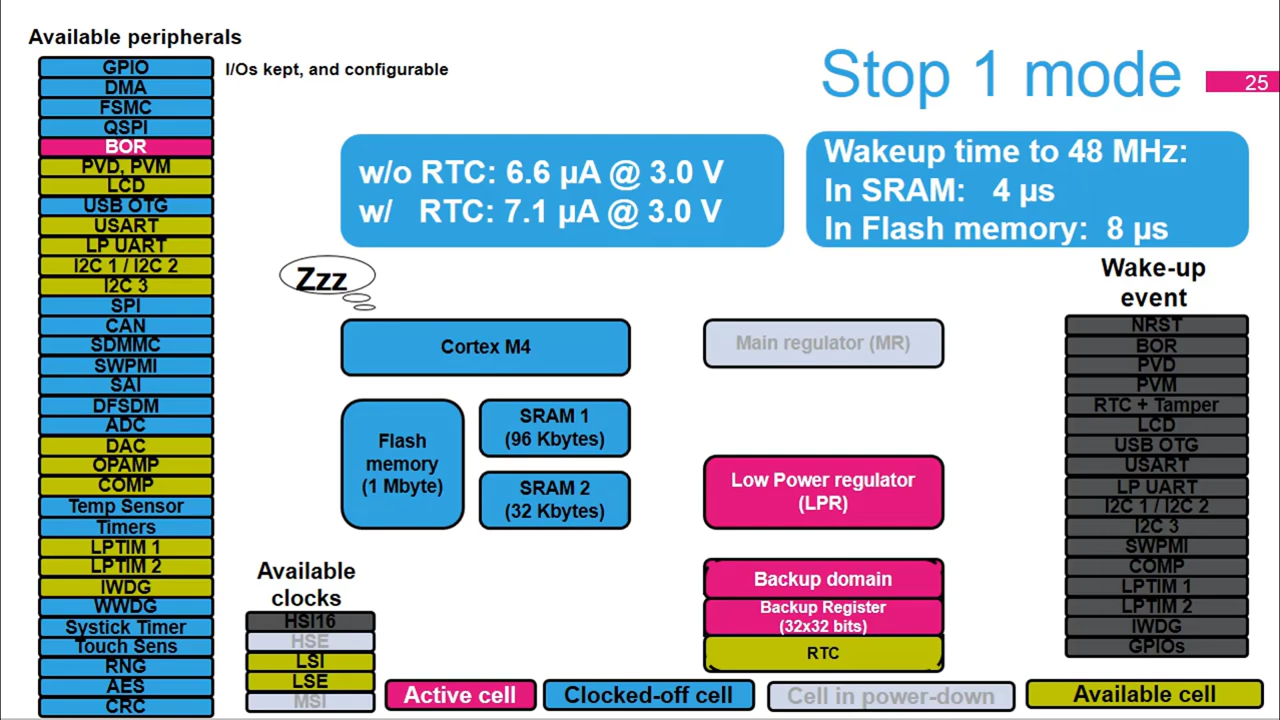 Available peripherals
GPIO
I/Os kept, and configurable
DMA
FSMC
QSPI
BOR
PVD, PVM
LCD
USB OTG
USART
LP UART
I2C 1 / I2C 2
I2C 3
SPI
CAN
SDMMC
SWPMI
SAI
DFSDM
ADC
DAC
OPAMP
COMP
Temp Sensor
Timers
LPTIM 1
LPTIM 2
IWDG
WWDG
Systick Timer
Touch Sens
RNG
AES
CRC
Stop 1 mode
25
w/o RTC: 6.6 µA @ 3.0 V
w/ RTC: 7.1 µA @ 3.0 V
Wakeup time to 48 MHz:
In SRAM: 4 µs
In Flash memory: 8 µs
Zzz
Cortex M4
Flash
memory
(1 Mbyte)
SRAM 1
(96 Kbytes)
SRAM 2
(32 Kbytes)
Main regulator (MR)
Low Power regulator
(LPR)
Backup domain
Backup Register
(32x32 bits)
RTC
Available
clocks
HSI16
HSE
LSI
LSE
MSI
Wake-up
event
NRST
BOR
PVD
PVM
RTC + Tamper
LCD
USB OTG
USART
LP UART
I2C 1 / I2C 2
I2C 3
SWPMI
COMP
LPTIM 1
LPTIM 2
IWDG
GPIOs
Active cell
Clocked-off cell
Cell in power-down
Available cell